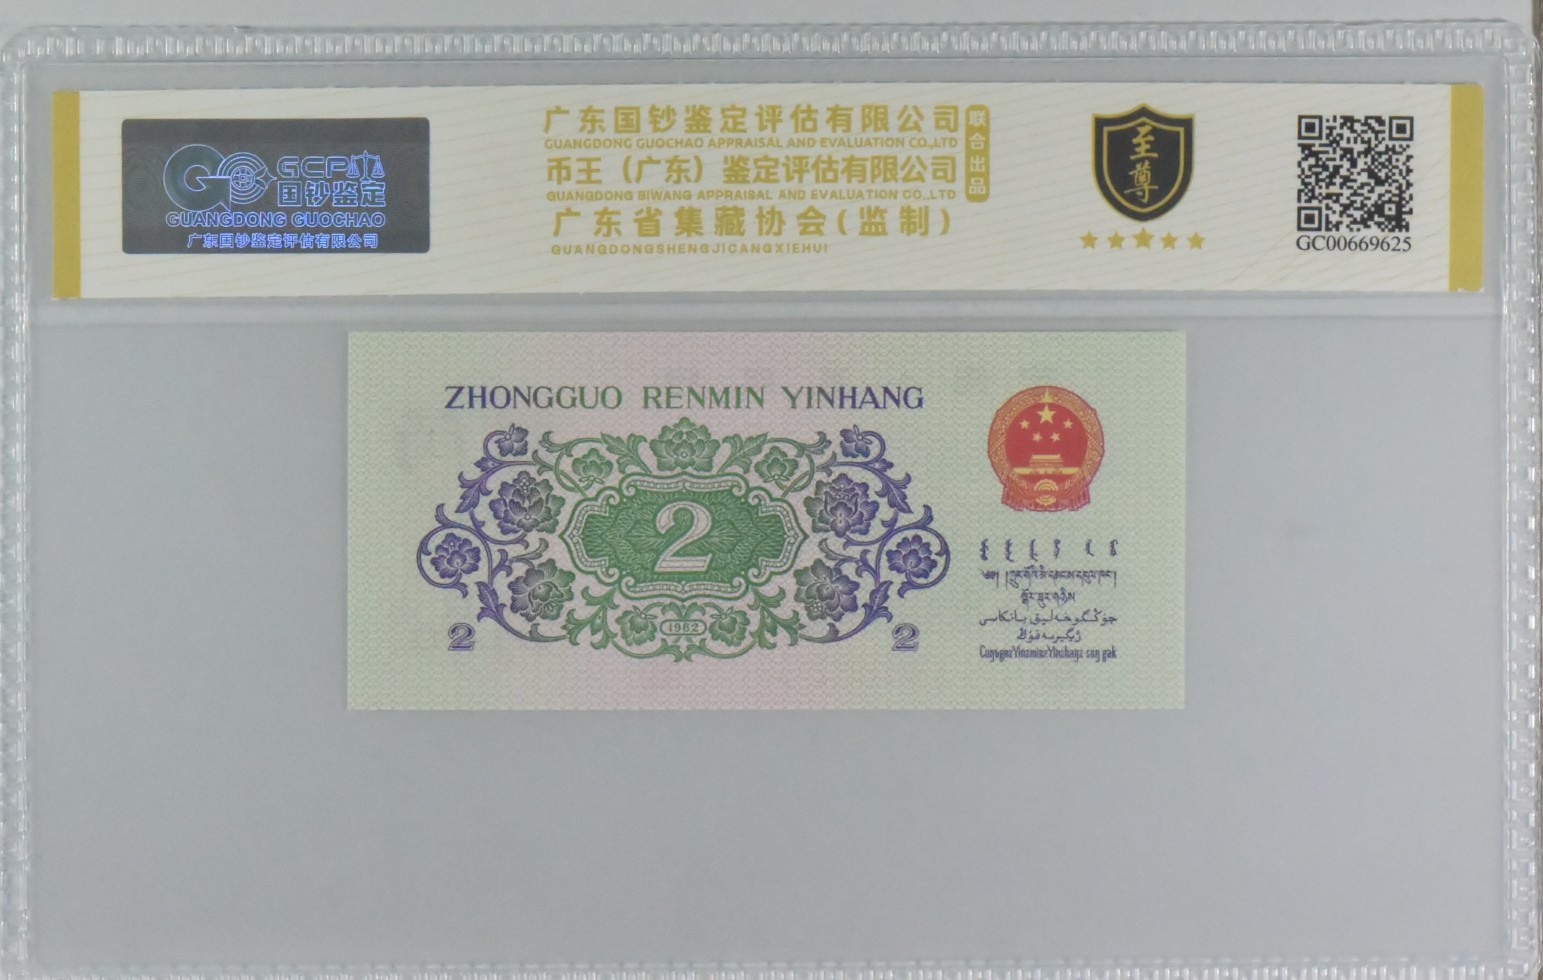 GCP
国钞鉴定
GUANGDONG GUOCHAO
广东国钞鉴定评估有限公司
广东国钞鉴定评估有限公司
GUANGDONG GUOCHAO APPRAISAL AND EVALUATION CO.,LTD
币王（广东）鉴定评估有限公司
GUANGDONG BIWANG APPRAISAL AND EVALUATION CO.,LTD
广东省集藏协会(监制)
GUANGDONGSHENGJICANGXIEHUI
联合出品
至尊
GC00669625
ZHONGGUO RENMIN YINHANG
2
1962
2
2
جۇڭگوخەلىق بانكاسى